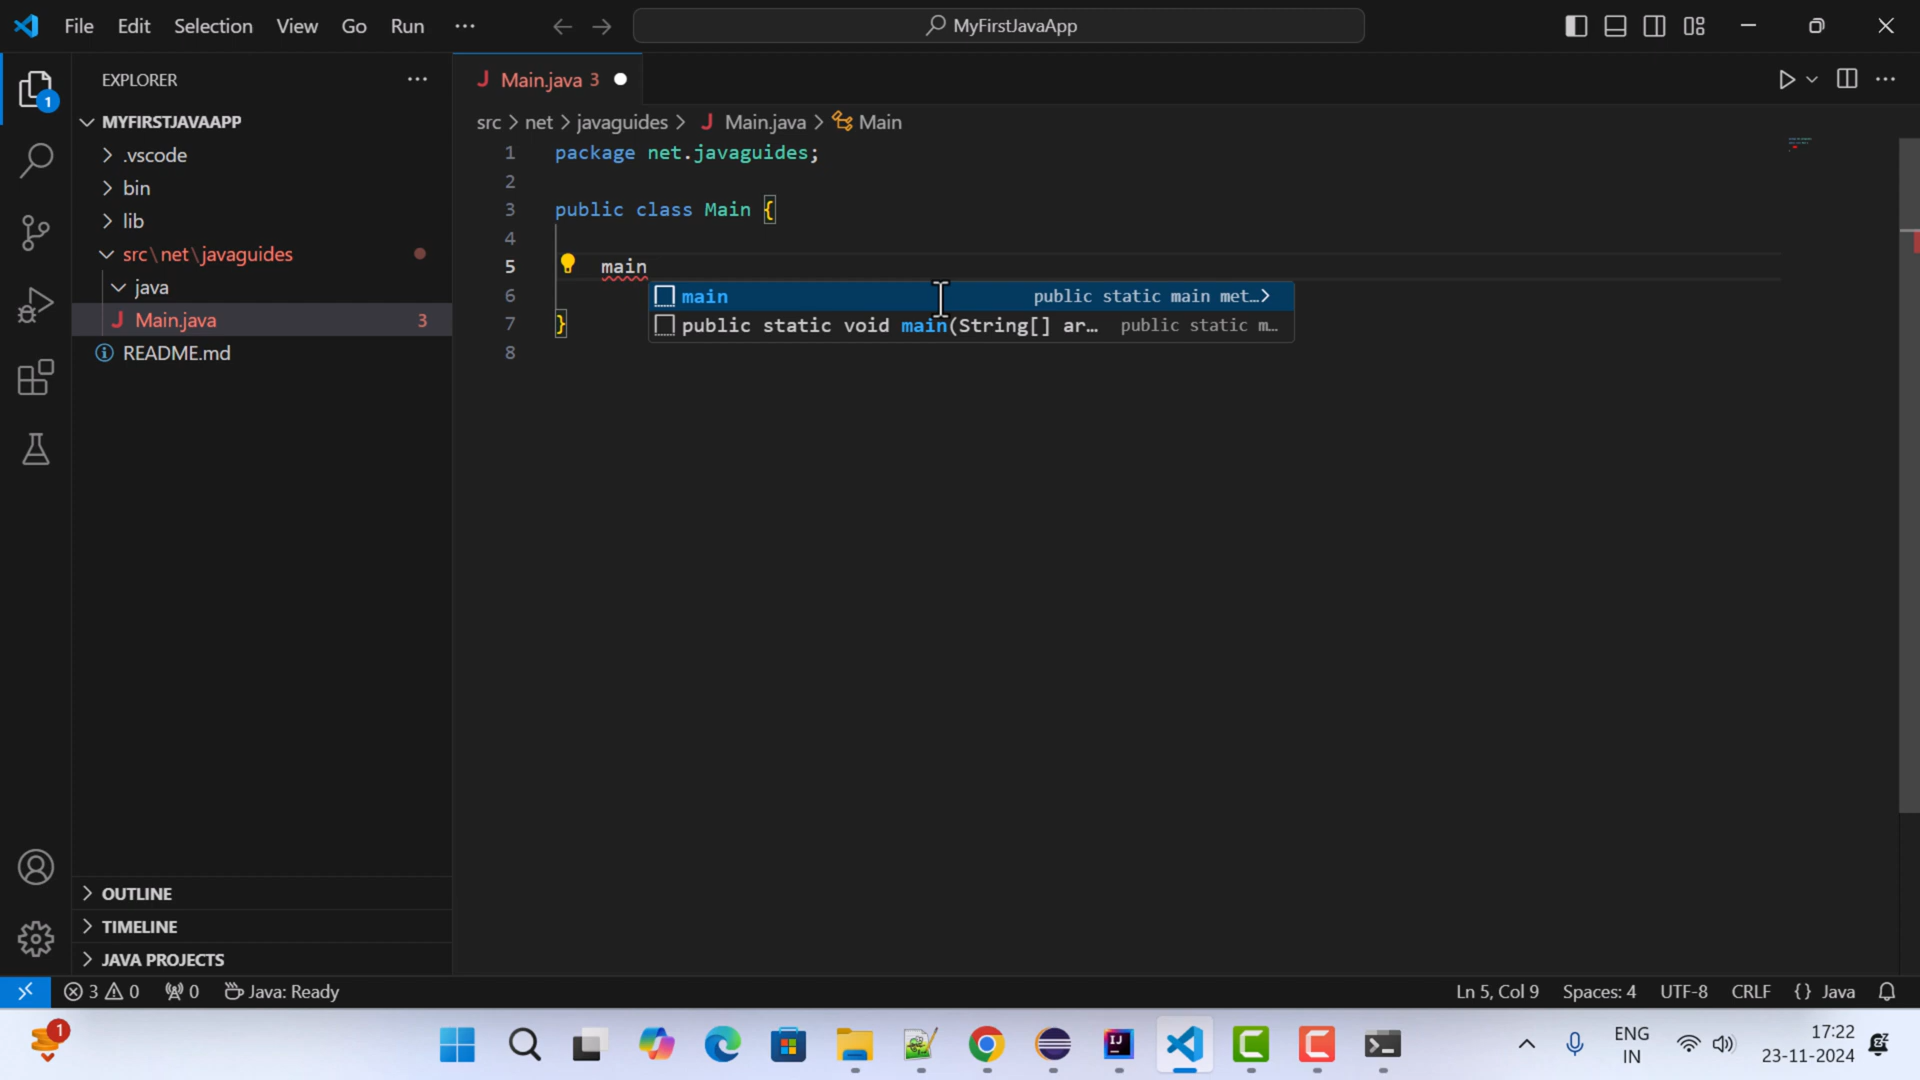 File Edit Selection View Go Run ··· MyFirstJavaApp
EXPLORER ···
1
MYFIRSTJAVAAPP
.vscode
bin
lib
src\net\javaguides
java
J Main.java 3
README.md
OUTLINE
TIMELINE
JAVA PROJECTS
J Main.java 3
src > net > javaguides > J Main.java > Main
1 package net.javaguides;
2
3 public class Main {
4
5 main
6
7 }
8
main public static main met…>
public static void main(String[] ar… public static m…
3 0 0 Java: Ready Ln 5, Col 9 Spaces: 4 UTF-8 CRLF {} Java
1
IJ
ENG
IN
17:22
23-11-2024